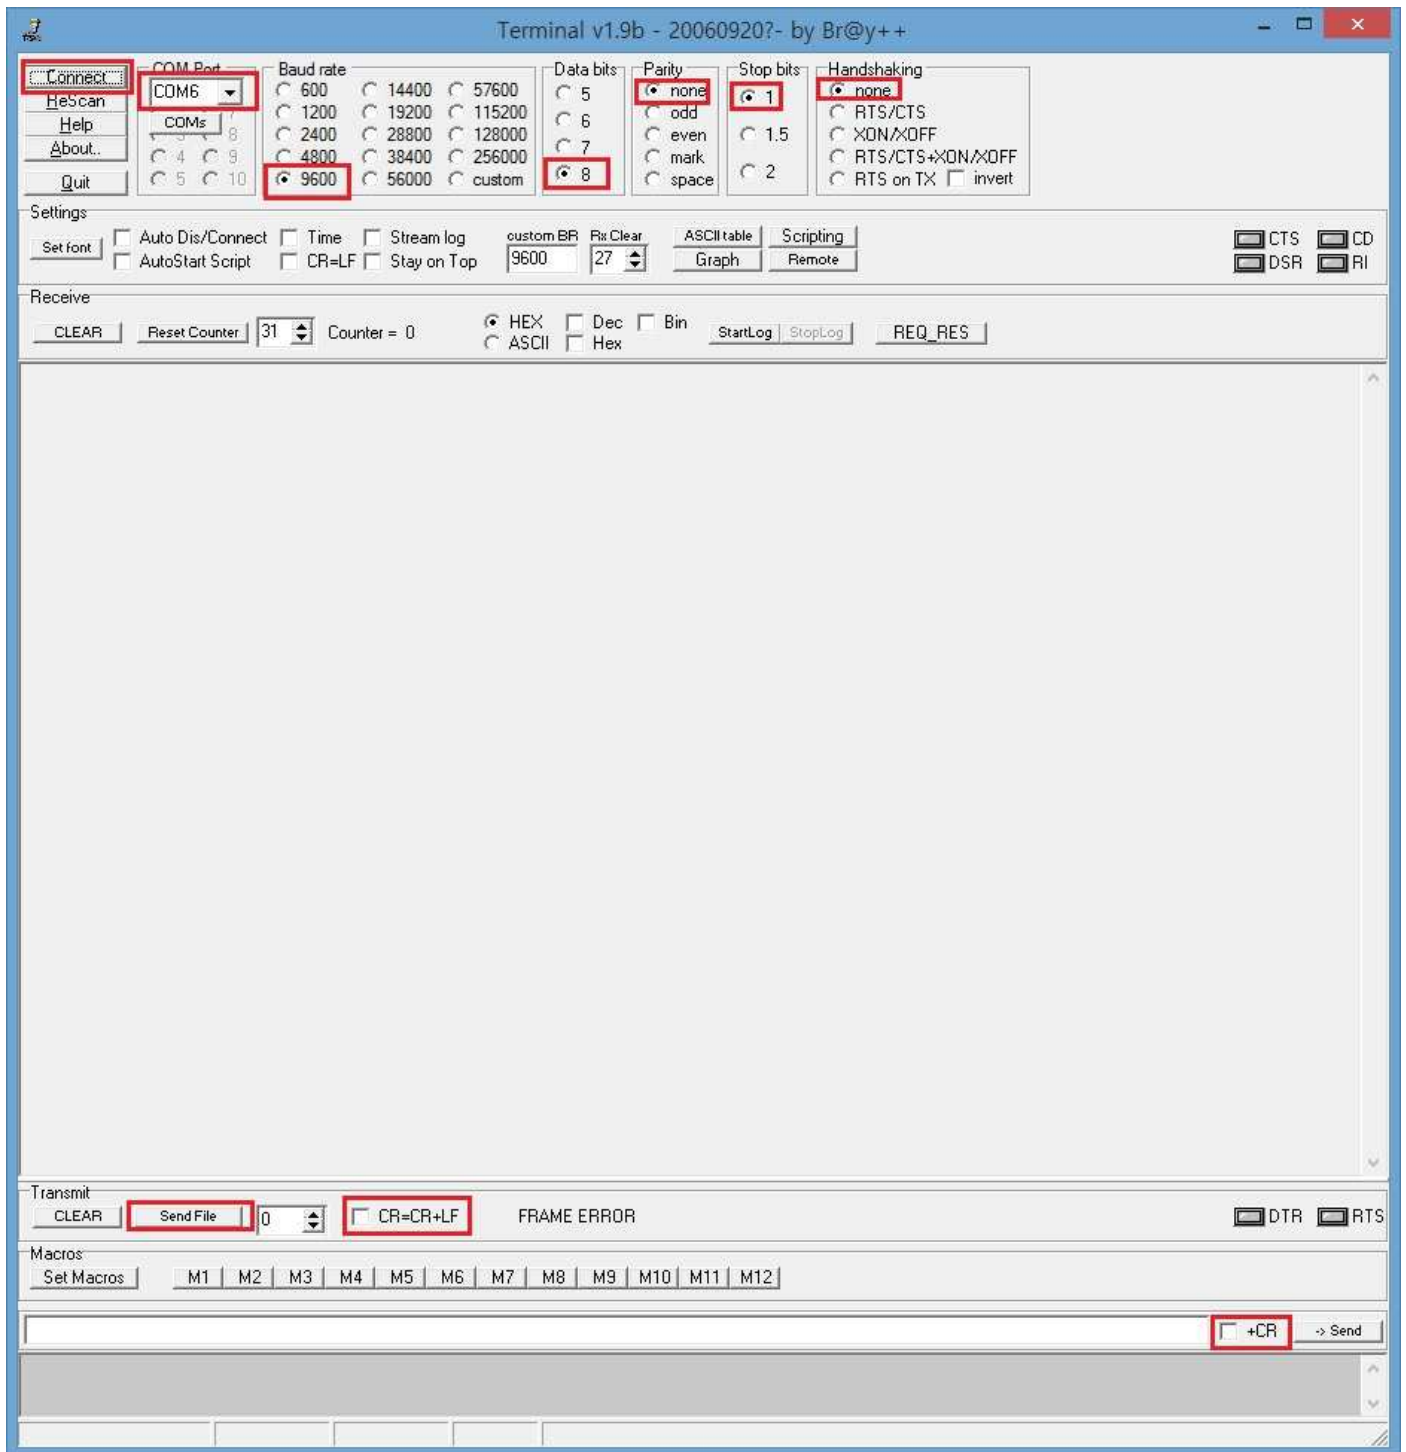 Terminal v1.9b - 20060920?- by Br@y++
Connect
ReScan
Help
About..
Quit
COM Port
COM6
COMs
7
3 8
4 9
5 10
Baud rate
600 14400 57600
1200 19200 115200
2400 28800 128000
4800 38400 256000
9600 56000 custom
Data bits
5
6
7
8
Parity
none
odd
even
mark
space
Stop bits
1
1.5
2
Handshaking
none
RTS/CTS
XON/XOFF
RTS/CTS+XON/XOFF
RTS on TX invert
Settings
Set font
Auto Dis/Connect Time Stream log
AutoStart Script CR=LF Stay on Top
custom BR Rx Clear
9600 27
ASCII table Scripting
Graph Remote
CTS CD
DSR RI
Receive
CLEAR Reset Counter 31 Counter = 0
HEX Dec Bin
ASCII Hex
StartLog StopLog REQ_RES
Transmit
CLEAR Send File 0 CR=CR+LF FRAME ERROR DTR RTS
Macros
Set Macros M1 M2 M3 M4 M5 M6 M7 M8 M9 M10 M11 M12
+CR -> Send